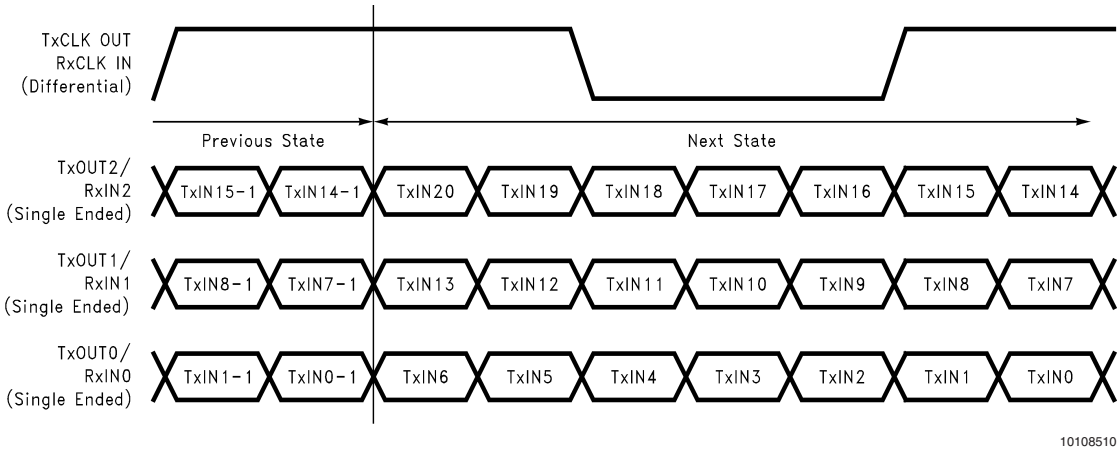 TxCLK OUT
RxCLK IN
(Differential)
Previous State
Next State
TxOUT2/
RxIN2
(Single Ended)
TxIN15-1 TxIN14-1 TxIN20 TxIN19 TxIN18 TxIN17 TxIN16 TxIN15 TxIN14
TxOUT1/
RxIN1
(Single Ended)
TxIN8-1 TxIN7-1 TxIN13 TxIN12 TxIN11 TxIN10 TxIN9 TxIN8 TxIN7
TxOUT0/
RxIN0
(Single Ended)
TxIN1-1 TxIN0-1 TxIN6 TxIN5 TxIN4 TxIN3 TxIN2 TxIN1 TxIN0
10108510